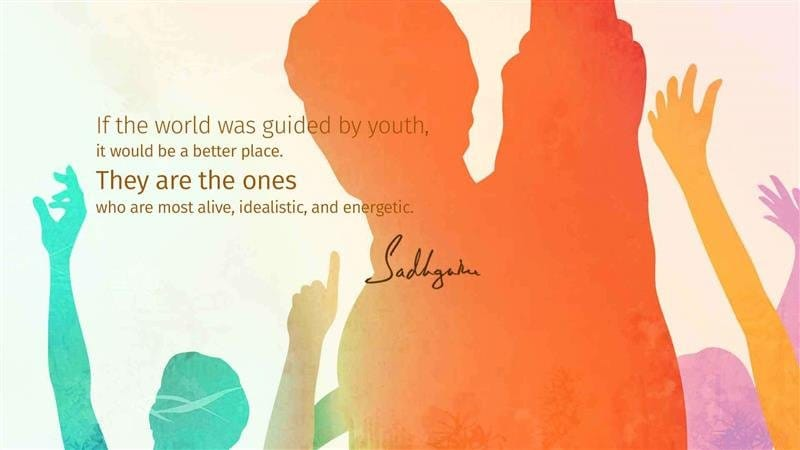 If the world was guided by youth,
it would be a better place.
They are the ones
who are most alive, idealistic, and energetic.
Sadhguru